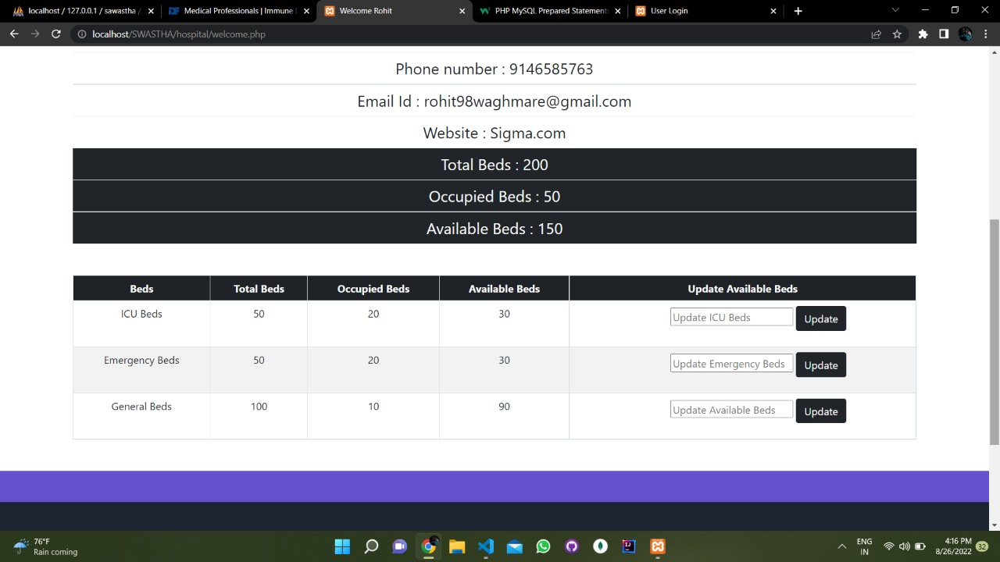 localhost / 127.0.0.1 / sawastha /
Medical Professionals | Immune D
Welcome Rohit
PHP MySQL Prepared Statements
User Login
localhost/SWASTHA/hospital/welcome.php
Phone number : 9146585763
Email Id : rohit98waghmare@gmail.com
Website : Sigma.com
Total Beds : 200
Occupied Beds : 50
Available Beds : 150
Beds Total Beds Occupied Beds Available Beds Update Available Beds
ICU Beds 50 20 30 Update ICU Beds Update
Emergency Beds 50 20 30 Update Emergency Beds Update
General Beds 100 10 90 Update Available Beds Update
76°F
Rain coming
ENG
IN
4:16 PM
8/26/2022
32